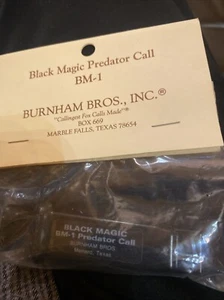 Black Magic Predator Call
BM-1
BURNHAM BROS., INC.®
"Callingest Fox Calls Made"®
BOX 669
MARBLE FALLS, TEXAS 78654
BLACK MAGIC
BM-1 Predator Call
BURNHAM BROS
Texas